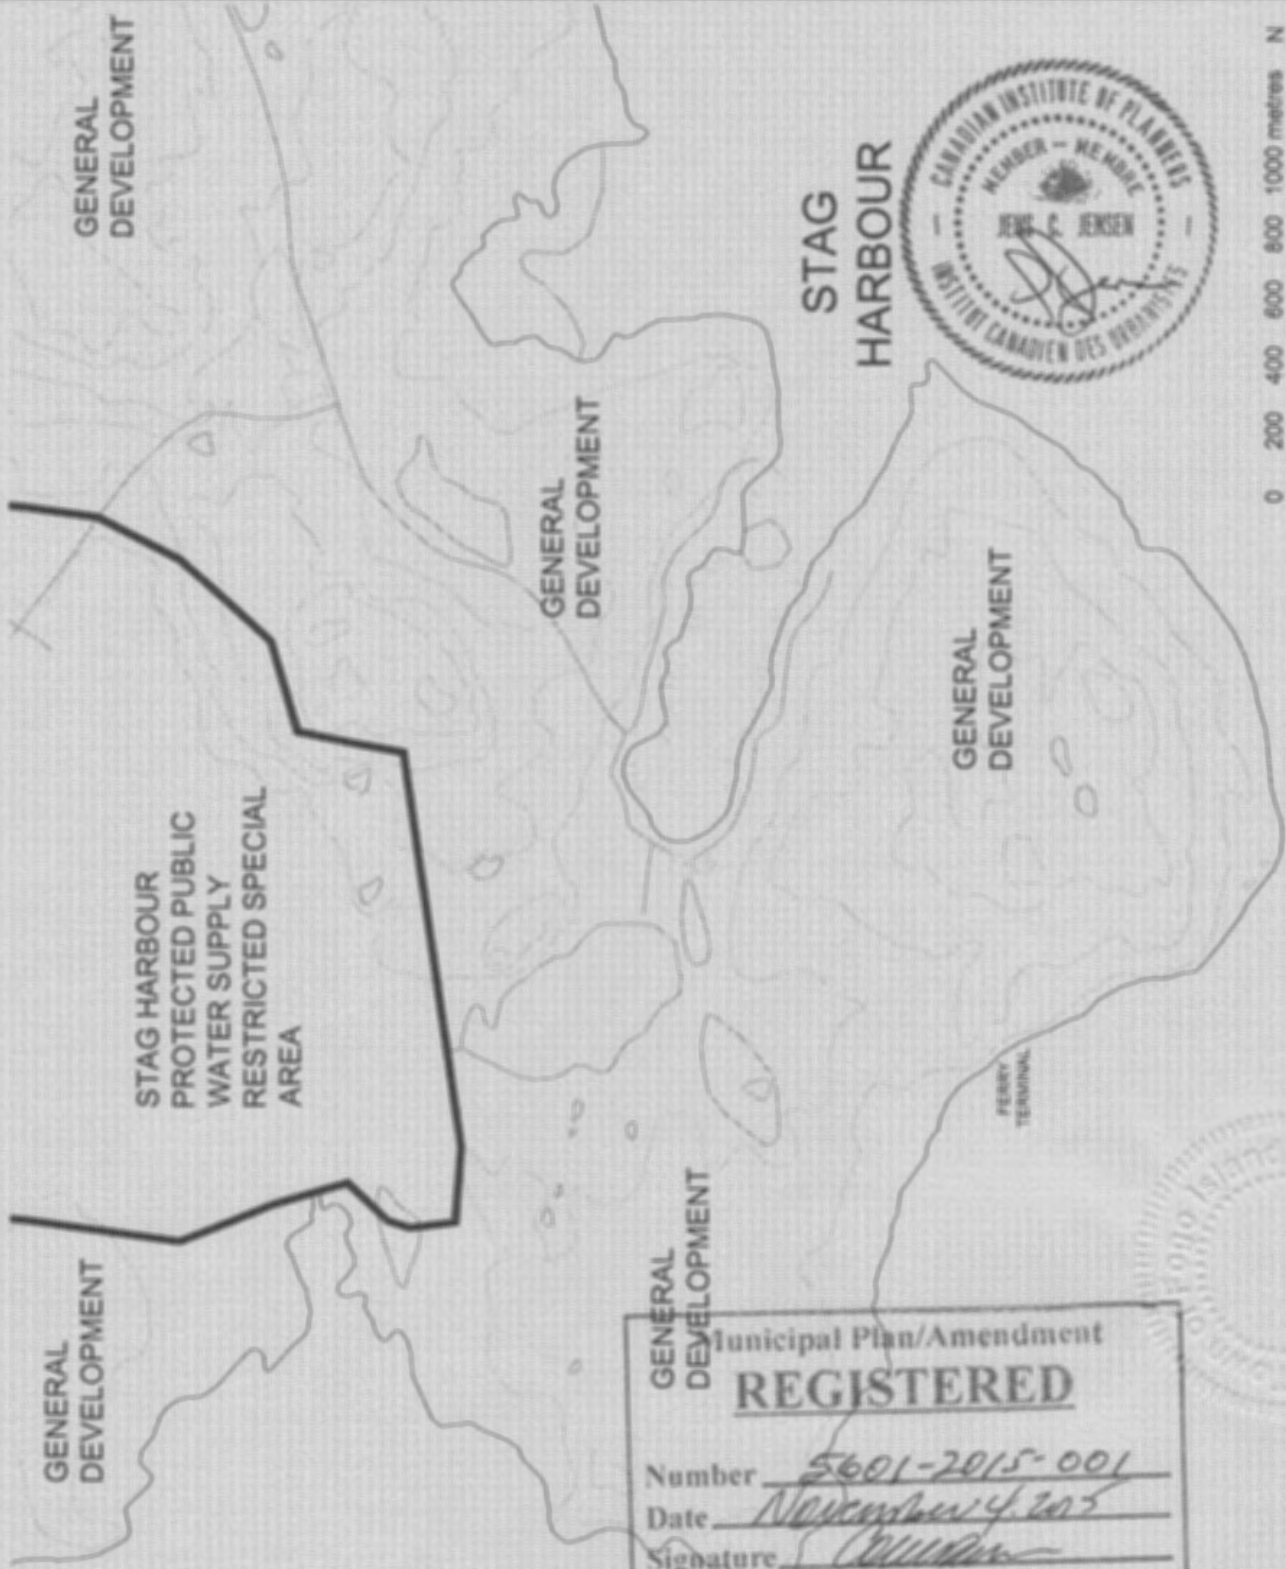 GENERAL
DEVELOPMENT
STAG HARBOUR
PROTECTED PUBLIC
WATER SUPPLY
RESTRICTED SPECIAL
AREA
GENERAL
DEVELOPMENT
GENERAL
DEVELOPMENT
STAG
HARBOUR
CANADIAN INSTITUTE OF PLANNERS
MEMBER - MEMBRE
JENSEN
INSTITUT CANADIEN DES URBANISTES
GENERAL
DEVELOPMENT
FERRY
TERMINAL
GENERAL
DEVELOPMENT
0 200 400 600 800 1000 metres N
Municipal Plan/Amendment
REGISTERED
Number 5601-2015-001
Date November 4, 2015
Signature
Fogo Island